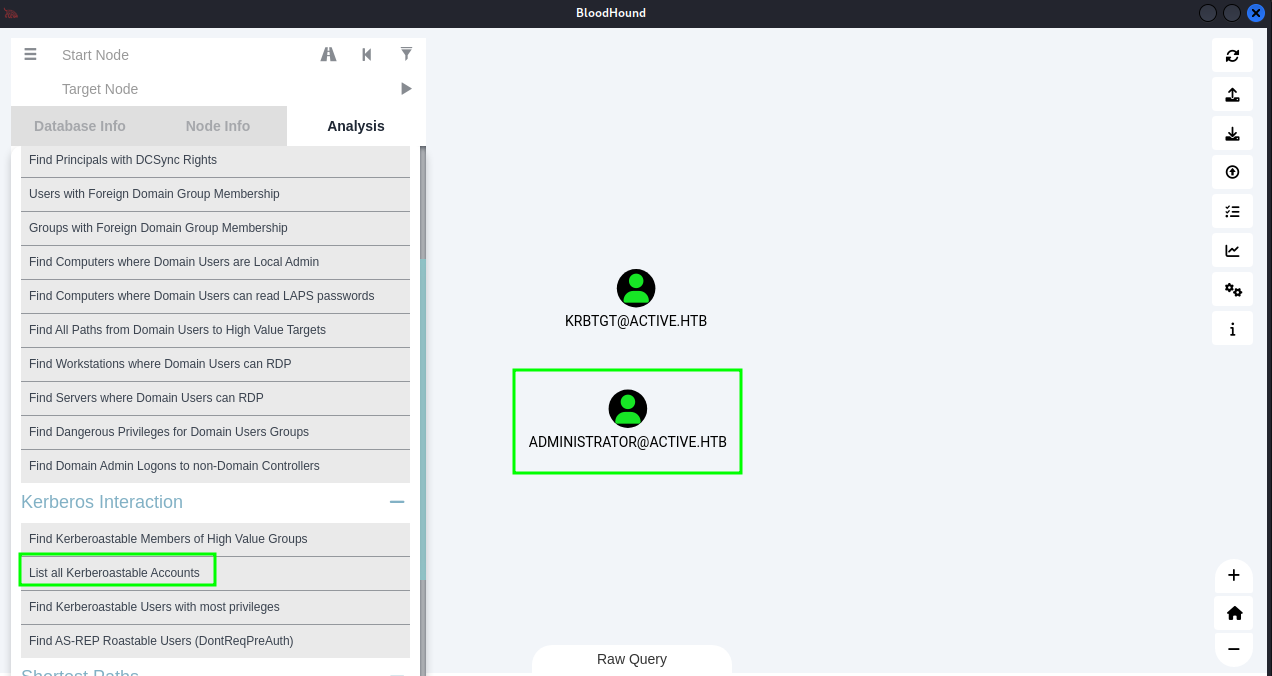 BloodHound
Start Node
Target Node
Database Info
Node Info
Analysis
Find Principals with DCSync Rights
Users with Foreign Domain Group Membership
Groups with Foreign Domain Group Membership
Find Computers where Domain Users are Local Admin
Find Computers where Domain Users can read LAPS passwords
Find All Paths from Domain Users to High Value Targets
Find Workstations where Domain Users can RDP
Find Servers where Domain Users can RDP
Find Dangerous Privileges for Domain Users Groups
Find Domain Admin Logons to non-Domain Controllers
Kerberos Interaction
Find Kerberoastable Members of High Value Groups
List all Kerberoastable Accounts
Find Kerberoastable Users with most privileges
Find AS-REP Roastable Users (DontReqPreAuth)
Shortest Paths
KRBTGT@ACTIVE.HTB
ADMINISTRATOR@ACTIVE.HTB
Raw Query